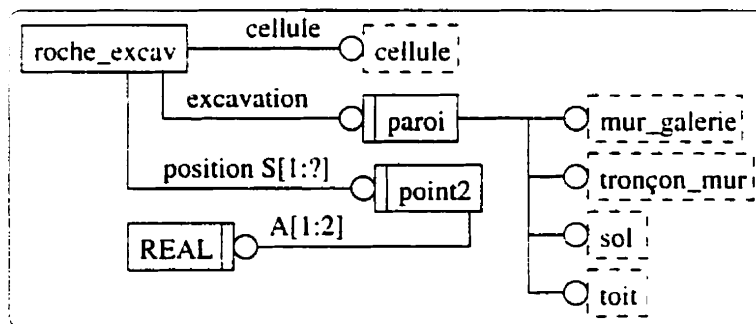 cellule
roche_excav cellule
excavation
paroi mur_galerie
position S[1:?] tronçon_mur
point2
A[1:2]
REAL sol
toit